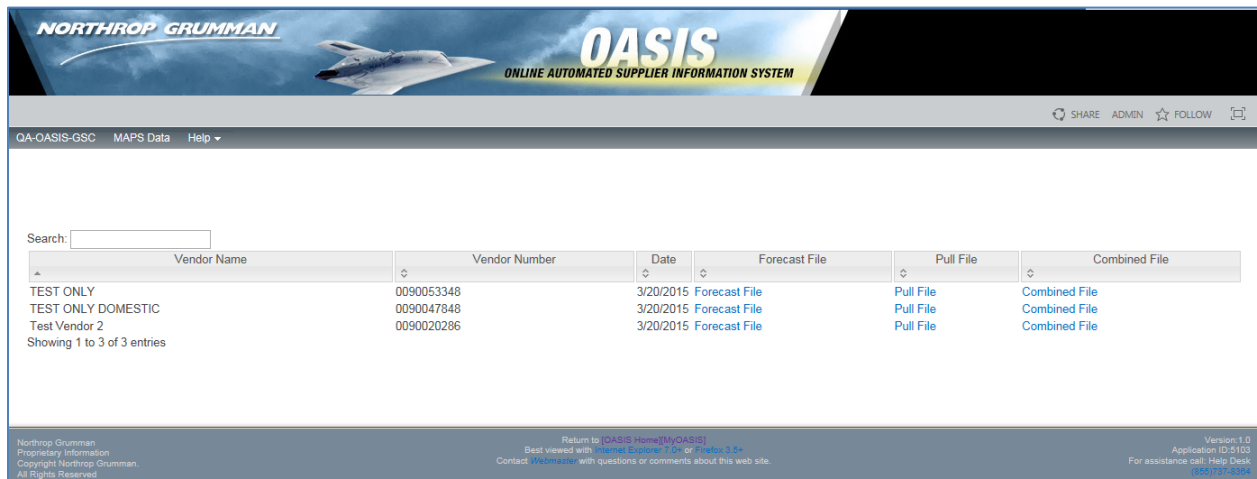 NORTHROP GRUMMAN
OASIS
ONLINE AUTOMATED SUPPLIER INFORMATION SYSTEM
SHARE ADMIN FOLLOW
QA-OASIS-GSC MAPS Data Help
Search:
Vendor Name Vendor Number Date Forecast File Pull File Combined File
TEST ONLY 0090053348 3/20/2015 Forecast File Pull File Combined File
TEST ONLY DOMESTIC 0090047848 3/20/2015 Forecast File Pull File Combined File
Test Vendor 2 0090020286 3/20/2015 Forecast File Pull File Combined File
Showing 1 to 3 of 3 entries
Northrop Grumman Return to [OASIS Home][MyOASIS] Version:1.0
Proprietary Information Best viewed with Internet Explorer 7.0+ or Firefox 3.5+ Application ID:5103
Copyright Northrop Grumman. Contact Webmaster with questions or comments about this web site. For assistance call: Help Desk
All Rights Reserved (855)737-8364